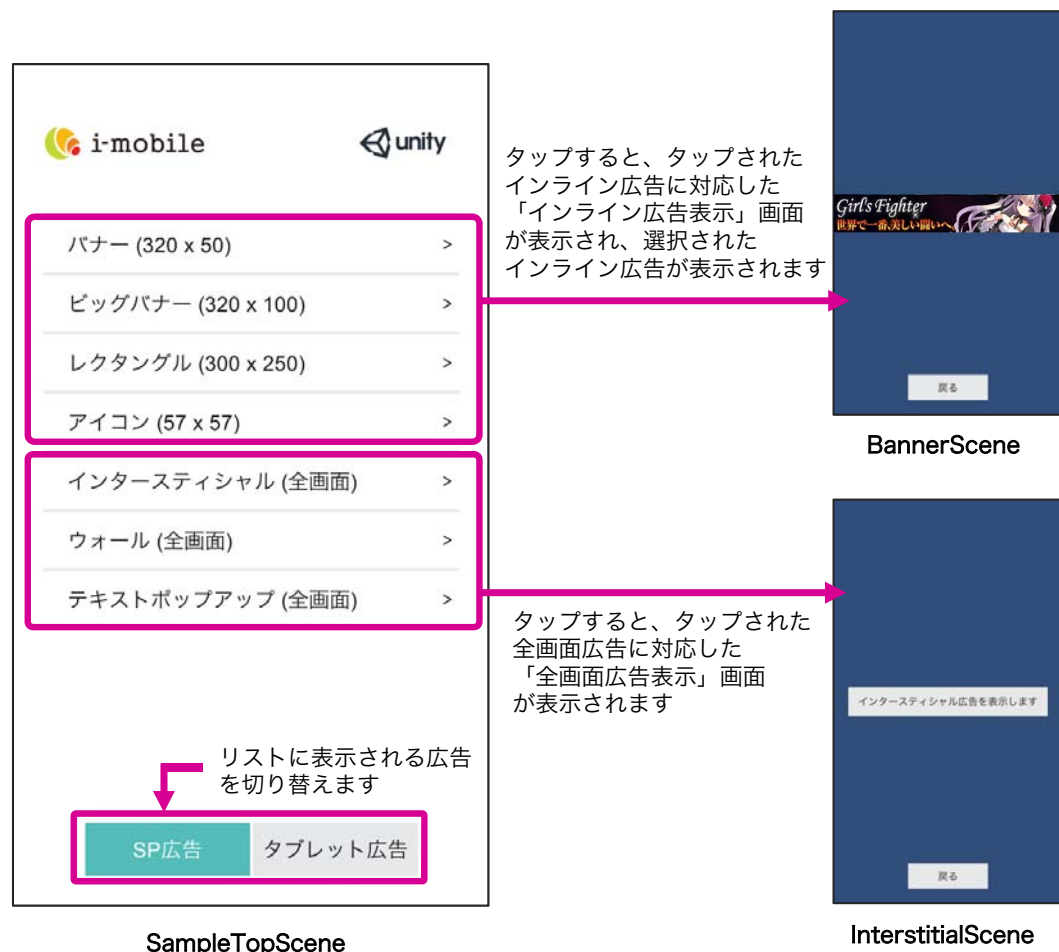 i-mobile
unity
バナー (320 x 50) >
ビッグバナー (320 x 100) >
レクタングル (300 x 250) >
アイコン (57 x 57) >
インタースティシャル (全画面) >
ウォール (全画面) >
テキストポップアップ (全画面) >
リストに表示される広告
を切り替えます
SP広告
タブレット広告
SampleTopScene
タップすると、タップされた
インライン広告に対応した
「インライン広告表示」画面
が表示され、選択された
インライン広告が表示されます
Girl's Fighter
世界で一番、美しい闘いへ。
戻る
BannerScene
タップすると、タップされた
全画面広告に対応した
「全画面広告表示」画面
が表示されます
インタースティシャル広告を表示します
戻る
InterstitialScene